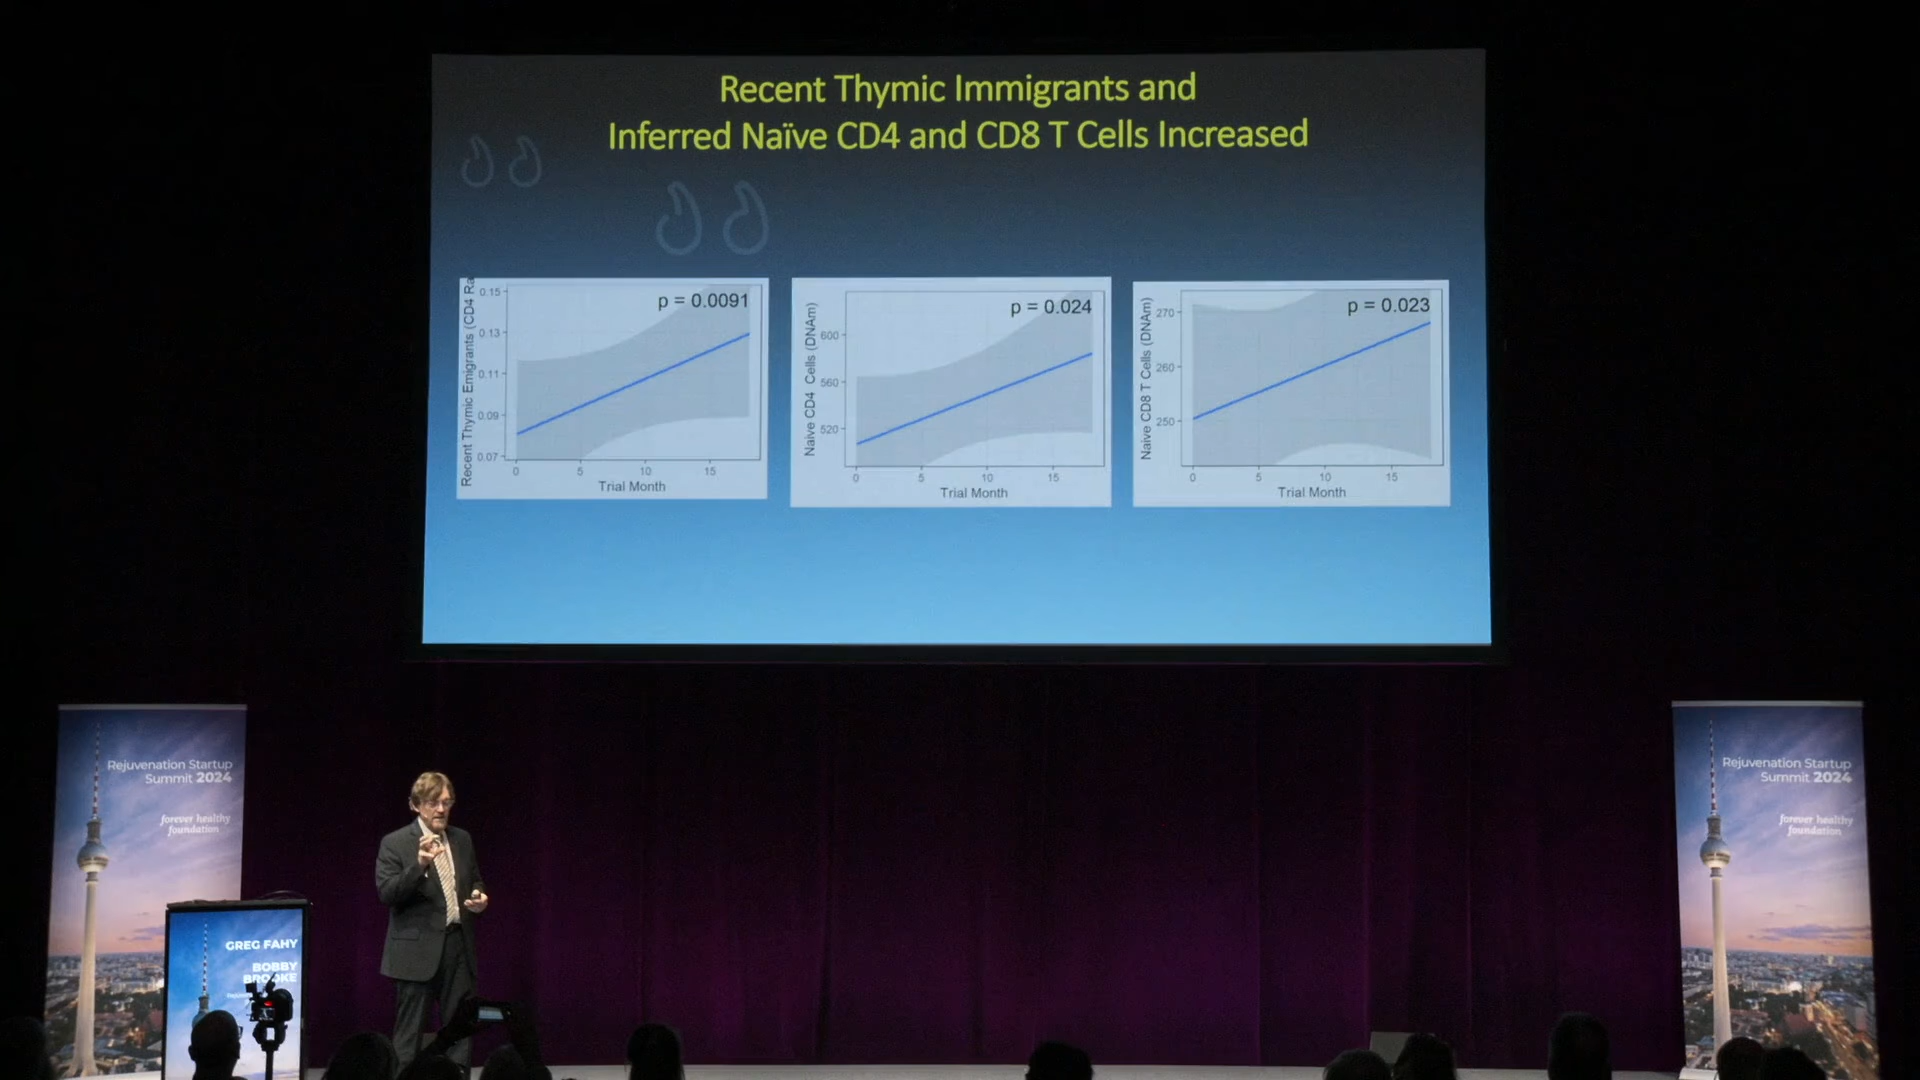 Recent Thymic Immigrants and
Inferred Naïve CD4 and CD8 T Cells Increased
Recent Thymic Emigrants (CD4 Ra
0.15
0.13
0.11
0.09
0.07
p = 0.0091
0 5 10 15
Trial Month
Naive CD4 Cells (DNAm)
600
560
520
p = 0.024
0 5 10 15
Trial Month
Naive CD8 T Cells (DNAm)
270
260
250
p = 0.023
0 5 10 15
Trial Month
Rejuvenation Startup
Summit 2024
forever healthy
foundation
GREG FAHY
BOBBY
BROOKE
Rejuvenation Startup
Summit 2024
forever healthy
foundation